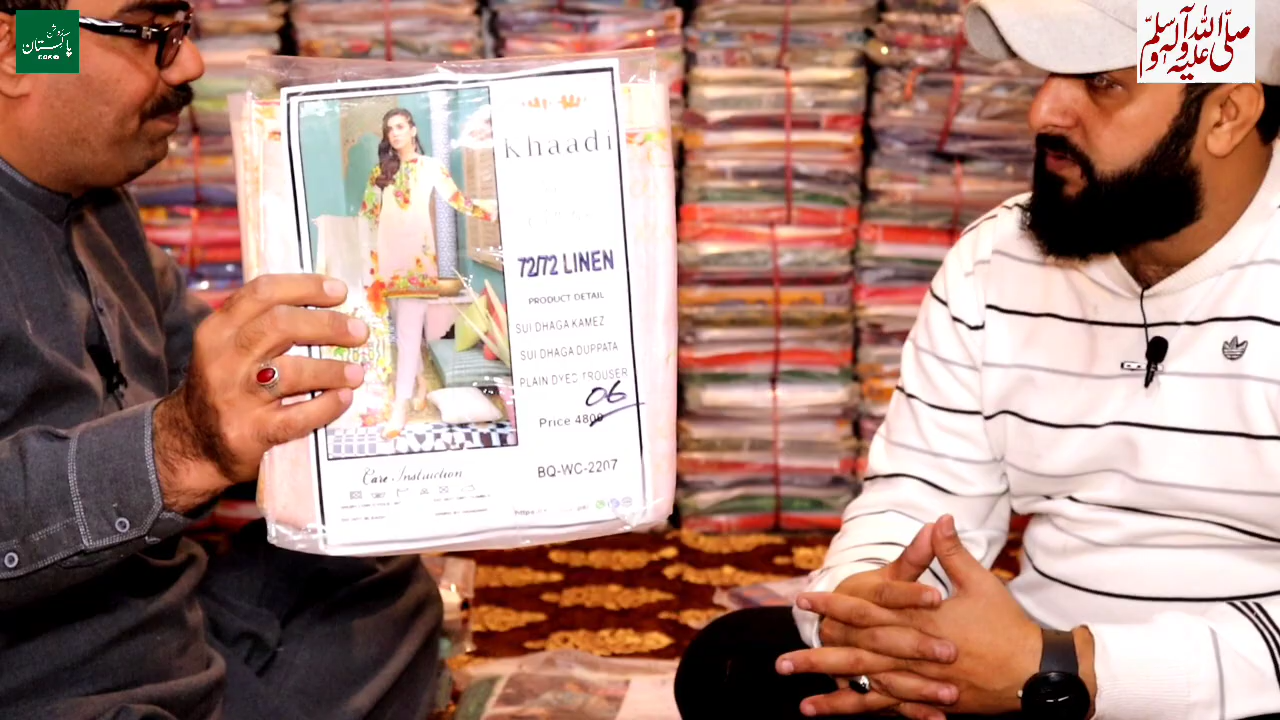 پاکستان
صلی اللہ علیہ وآلہ وسلم
Khaadi
72/72 LINEN
PRODUCT DETAIL
SUI DHAGA KAMEZ
SUI DHAGA DUPPATA
PLAIN DYED TROUSER
06
Price 4800
Care Instruction
BQ-WC-2207